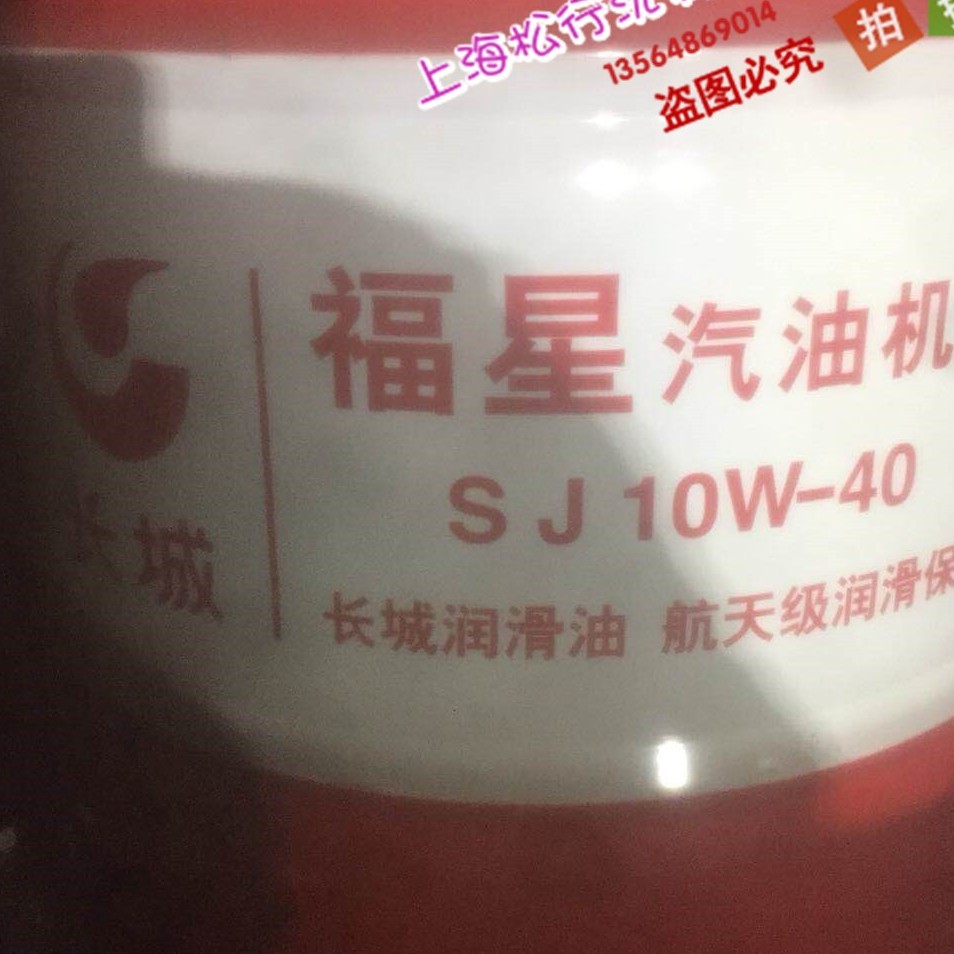 上海松行
13564869014
盗图必究
拍
福星 汽油机
SJ 10W-40
长城
长城润滑油 航天级润滑保